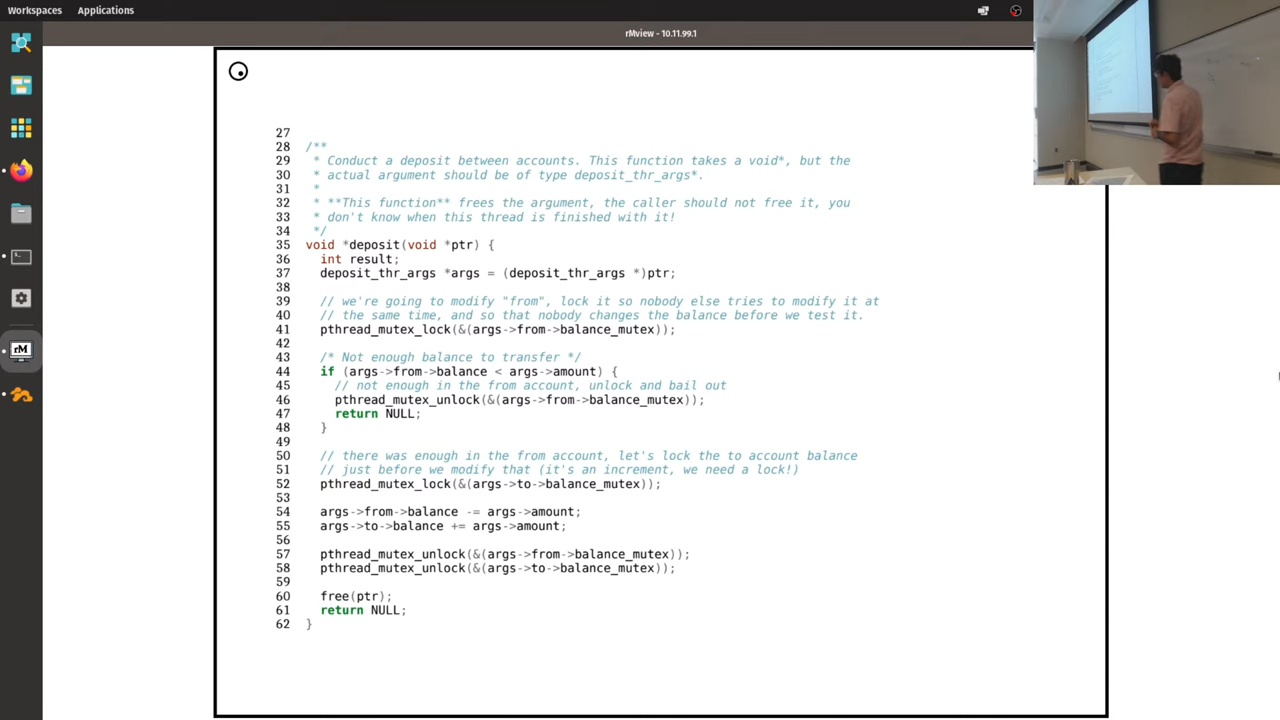 Workspaces Applications
rMview - 10.11.99.1
27
28 /**
29 * Conduct a deposit between accounts. This function takes a void*, but the
30 * actual argument should be of type deposit_thr_args*.
31 *
32 * **This function** frees the argument, the caller should not free it, you
33 * don't know when this thread is finished with it!
34 */
35 void *deposit(void *ptr) {
36 int result;
37 deposit_thr_args *args = (deposit_thr_args *)ptr;
38
39 // we're going to modify "from", lock it so nobody else tries to modify it at
40 // the same time, and so that nobody changes the balance before we test it.
41 pthread_mutex_lock(&(args->from->balance_mutex));
42
43 /* Not enough balance to transfer */
44 if (args->from->balance < args->amount) {
45 // not enough in the from account, unlock and bail out
46 pthread_mutex_unlock(&(args->from->balance_mutex));
47 return NULL;
48 }
49
50 // there was enough in the from account, let's lock the to account balance
51 // just before we modify that (it's an increment, we need a lock!)
52 pthread_mutex_lock(&(args->to->balance_mutex));
53
54 args->from->balance -= args->amount;
55 args->to->balance += args->amount;
56
57 pthread_mutex_unlock(&(args->from->balance_mutex));
58 pthread_mutex_unlock(&(args->to->balance_mutex));
59
60 free(ptr);
61 return NULL;
62 }
rM